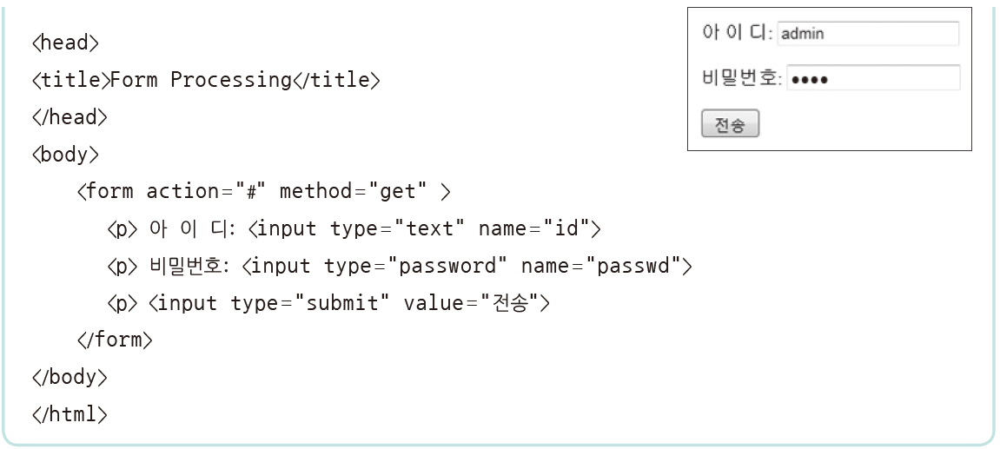 <head>
<title>Form Processing</title>
</head>
<body>
<form action="#" method="get" >
<p> 아 이 디: <input type="text" name="id">
<p> 비밀번호: <input type="password" name="passwd">
<p> <input type="submit" value="전송">
</form>
</body>
</html>
아 이 디: admin
비밀번호: ••••
전송